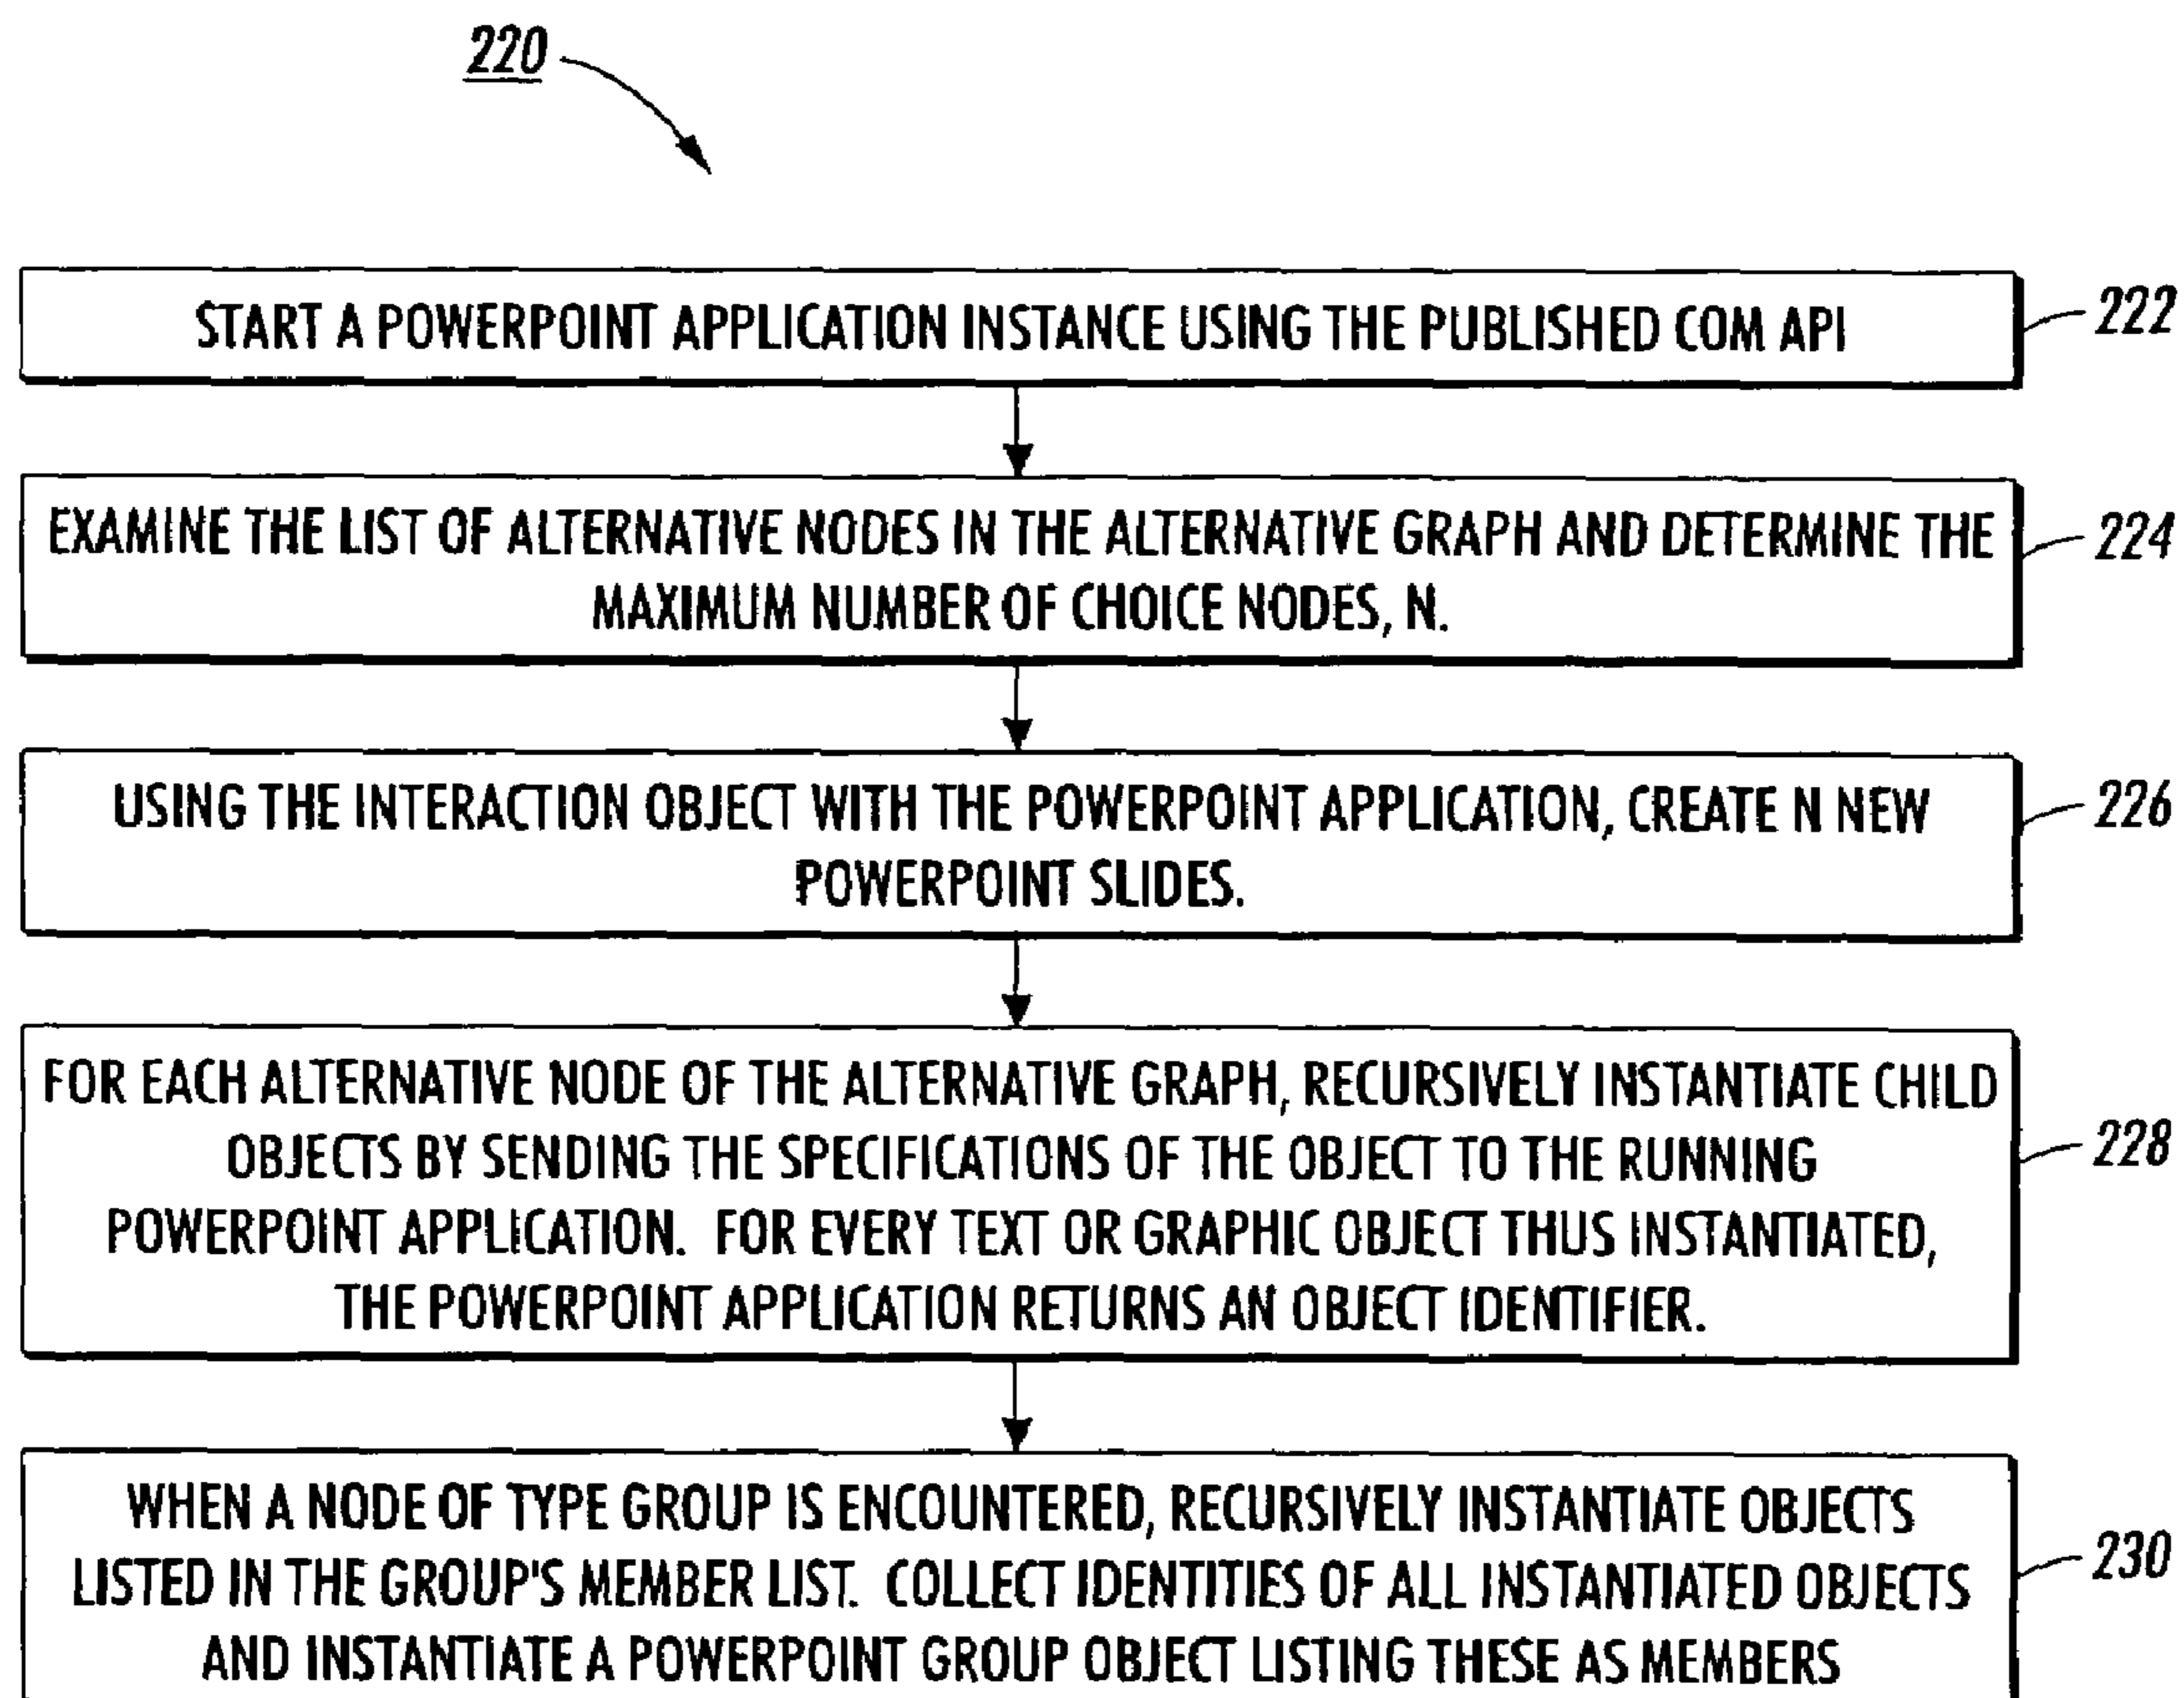 220
START A POWERPOINT APPLICATION INSTANCE USING THE PUBLISHED COM API
222
EXAMINE THE LIST OF ALTERNATIVE NODES IN THE ALTERNATIVE GRAPH AND DETERMINE THE
MAXIMUM NUMBER OF CHOICE NODES, N.
224
USING THE INTERACTION OBJECT WITH THE POWERPOINT APPLICATION, CREATE N NEW
POWERPOINT SLIDES.
226
FOR EACH ALTERNATIVE NODE OF THE ALTERNATIVE GRAPH, RECURSIVELY INSTANTIATE CHILD
OBJECTS BY SENDING THE SPECIFICATIONS OF THE OBJECT TO THE RUNNING
POWERPOINT APPLICATION. FOR EVERY TEXT OR GRAPHIC OBJECT THUS INSTANTIATED,
THE POWERPOINT APPLICATION RETURNS AN OBJECT IDENTIFIER.
228
WHEN A NODE OF TYPE GROUP IS ENCOUNTERED, RECURSIVELY INSTANTIATE OBJECTS
LISTED IN THE GROUP'S MEMBER LIST. COLLECT IDENTITIES OF ALL INSTANTIATED OBJECTS
AND INSTANTIATE A POWERPOINT GROUP OBJECT LISTING THESE AS MEMBERS
230